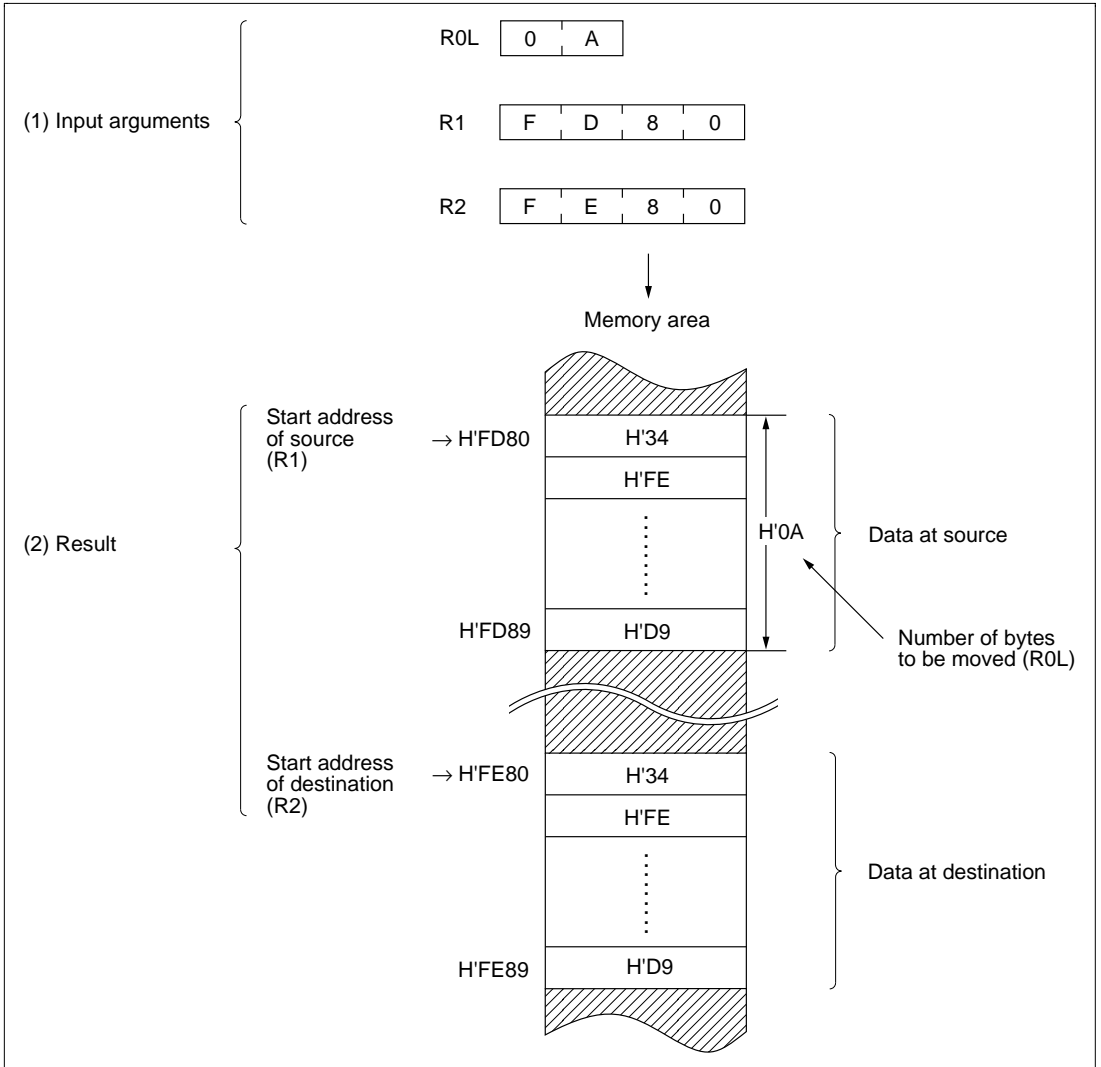 R0L 0 A
(1) Input arguments
R1 F D 8 0
R2 F E 8 0
Memory area
Start address
of source
(R1)
→ H'FD80 H'34
H'FE
(2) Result
H'0A
Data at source
H'FD89 H'D9
Number of bytes
to be moved (R0L)
Start address
of destination
(R2)
→ H'FE80 H'34
H'FE
Data at destination
H'FE89 H'D9